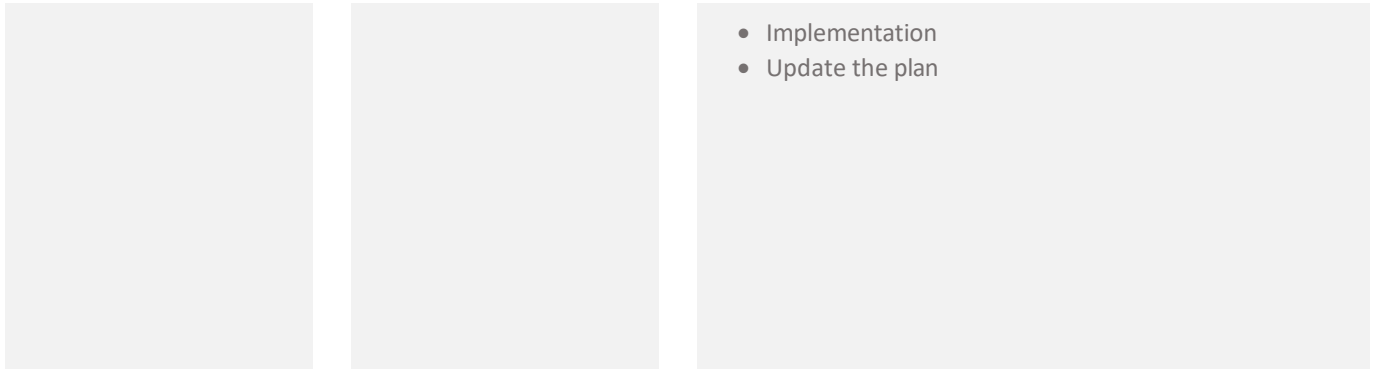 • Implementation
• Update the plan